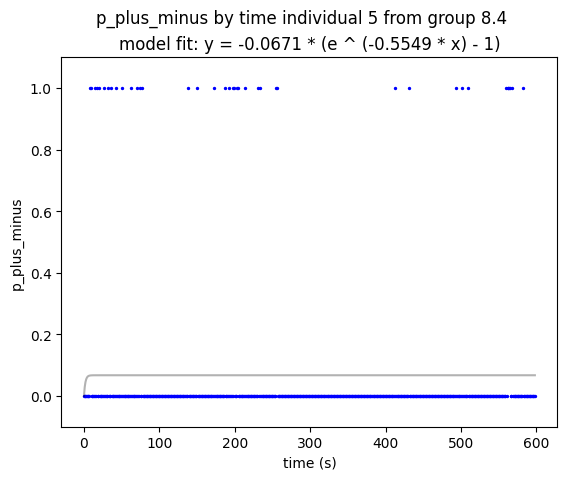 p_plus_minus by time individual 5 from group 8.4
model fit: y = -0.0671 * (e ^ (-0.5549 * x) - 1)
1.0
0.8
0.6
0.4
0.2
0.0
p_plus_minus
0 100 200 300 400 500 600
time (s)